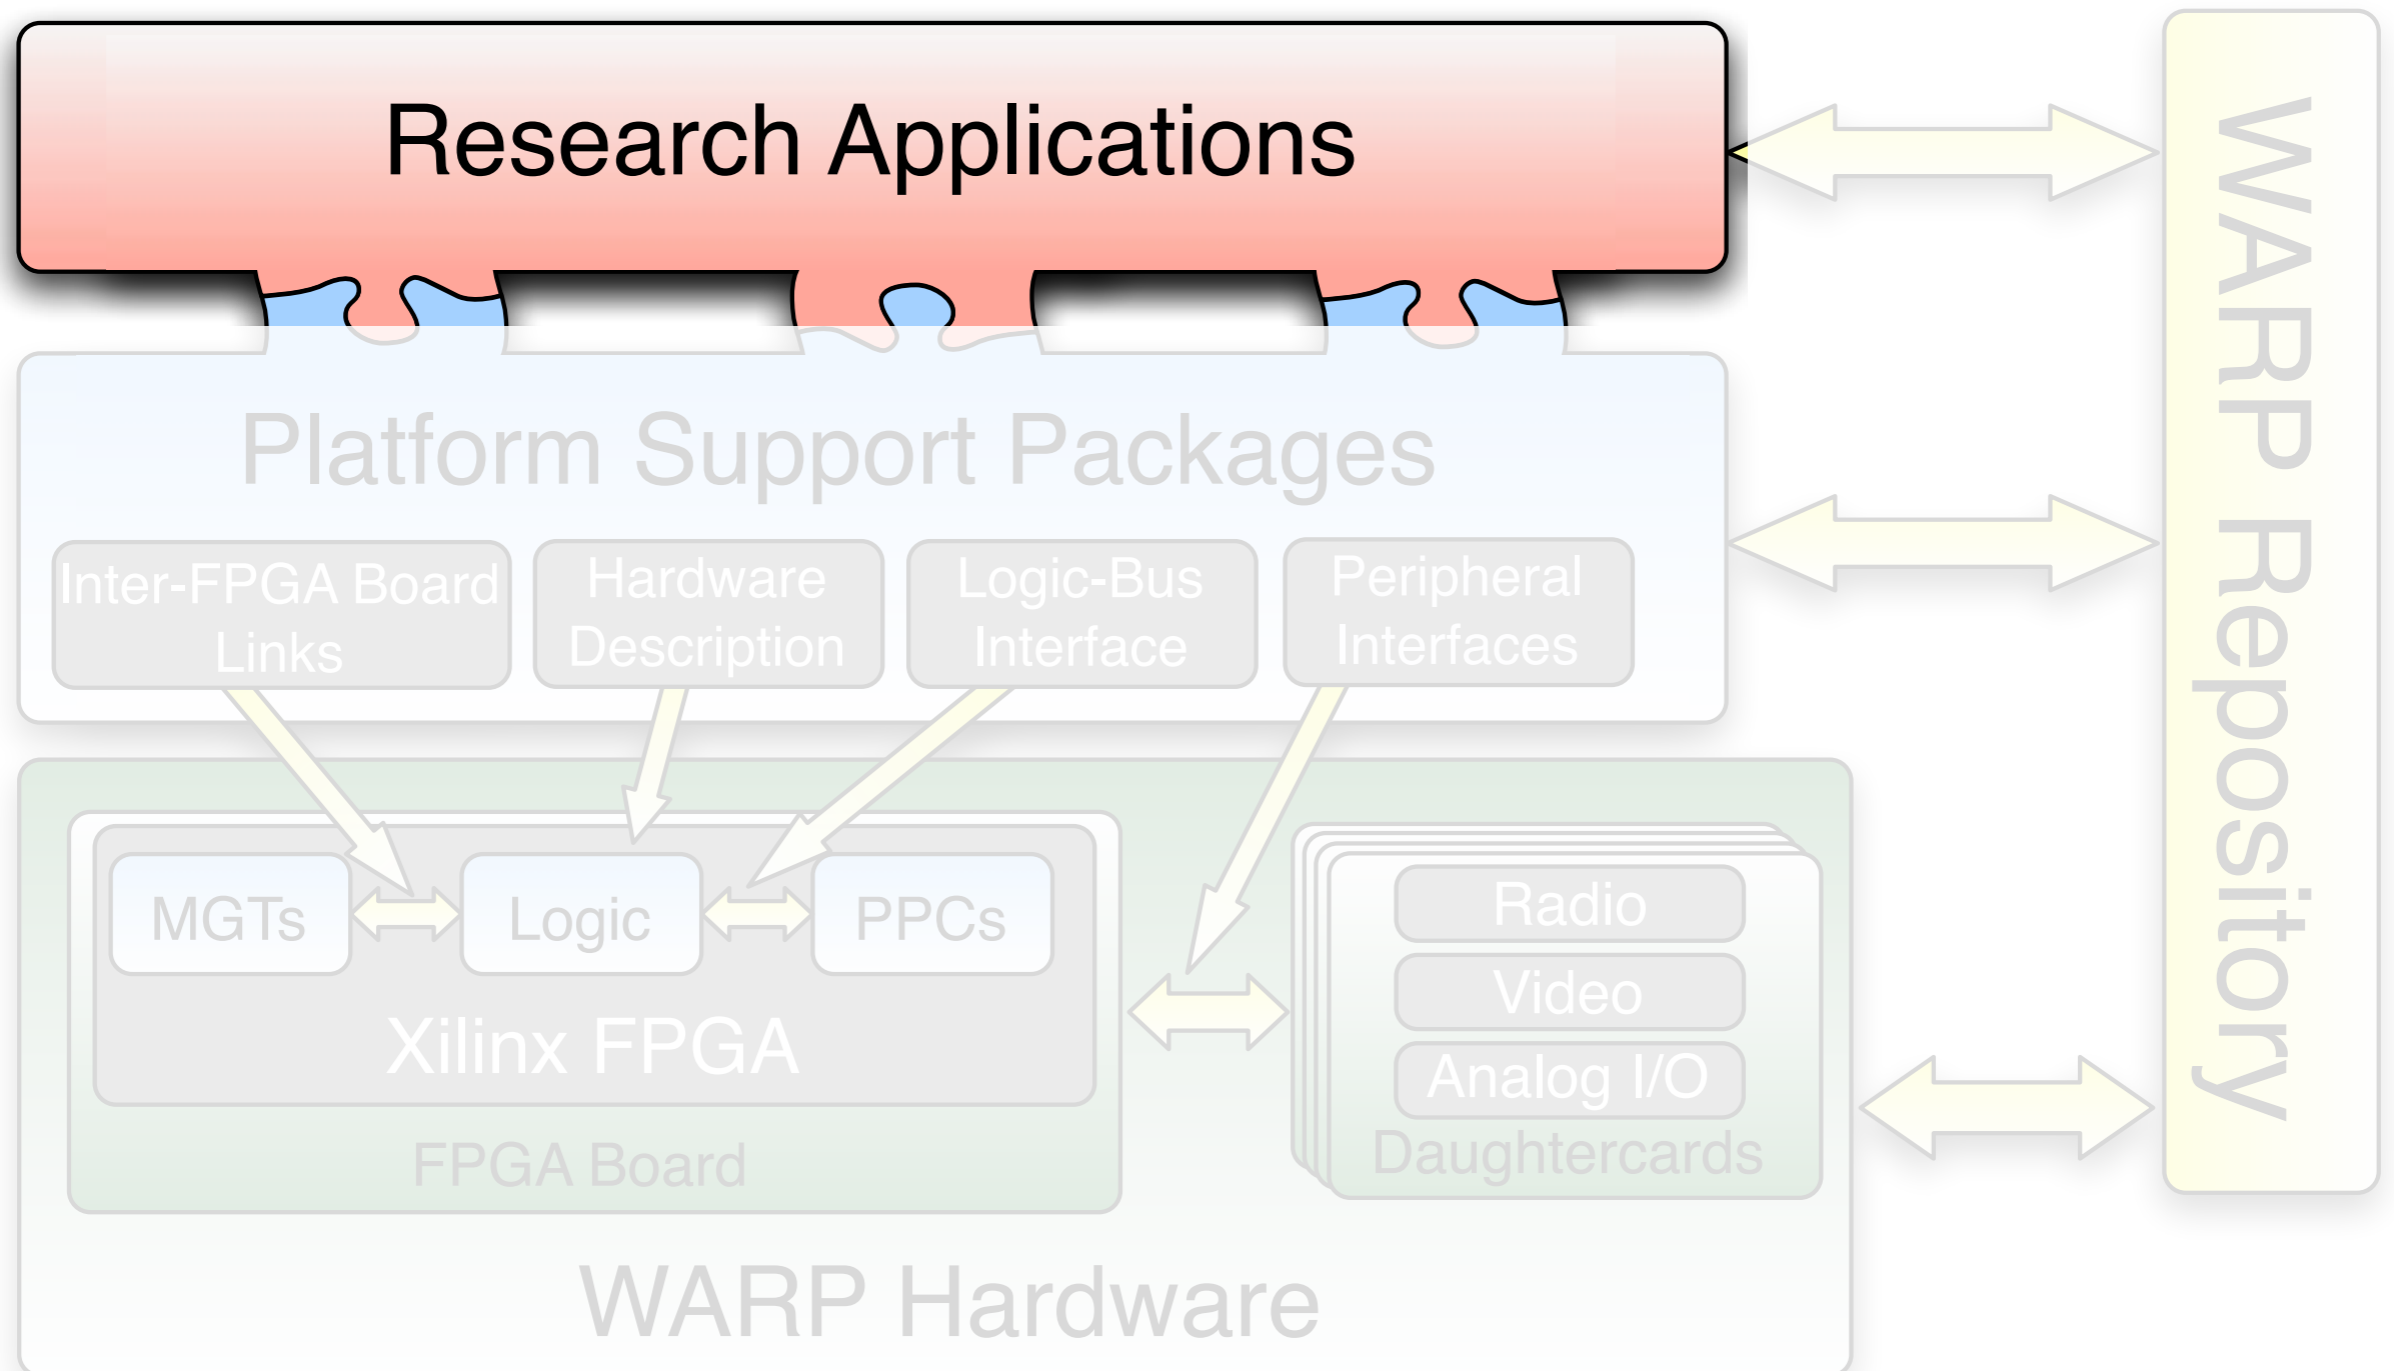 Research Applications
Platform Support Packages
Inter-FPGA Board
Links
Hardware
Description
Logic-Bus
Interface
Peripheral
Interfaces
MGTs
Logic
PPCs
Xilinx FPGA
FPGA Board
Radio
Video
Analog I/O
Daughtercards
WARP Hardware
WARP Repository